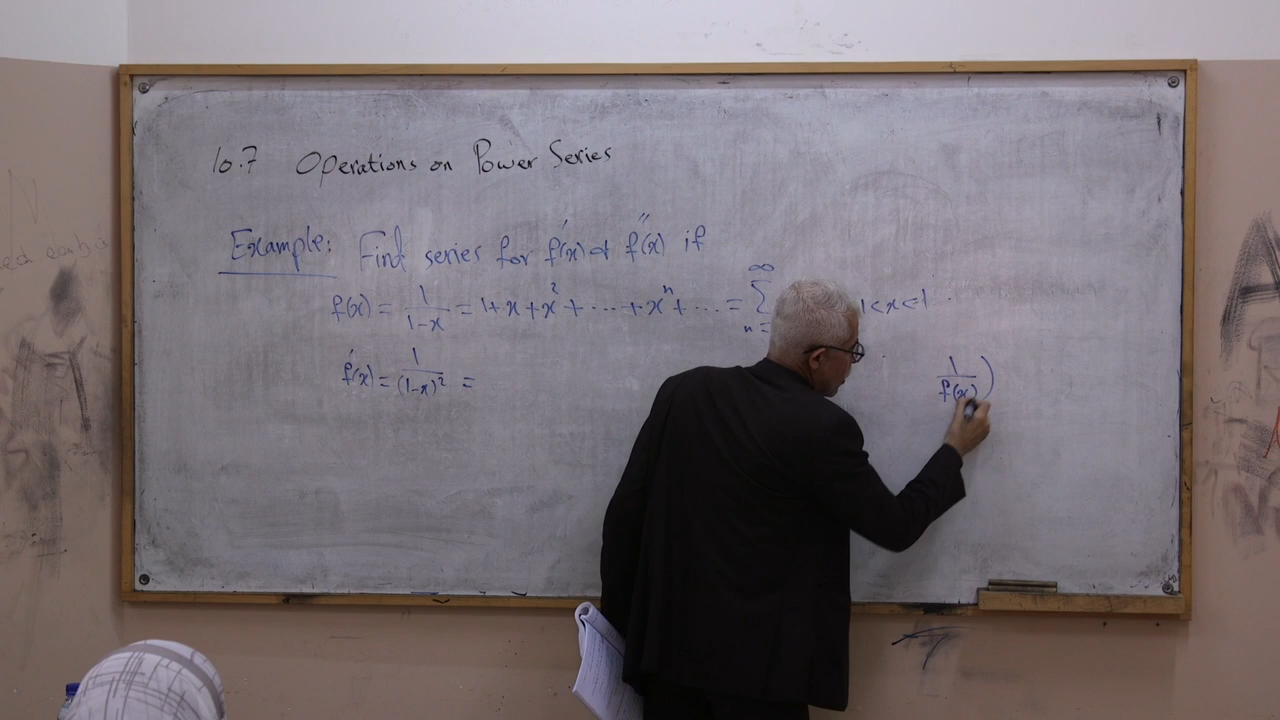 10.7 Operations on Power Series
Example: Find series for f'(x) & f''(x) if
f(x) = 1/(1-x) = 1+x+x²+ ... +xⁿ+ ... = ∑ ∞ n= 1<x<1
f'(x) = 1/(1-x)² =
1/f(x) )